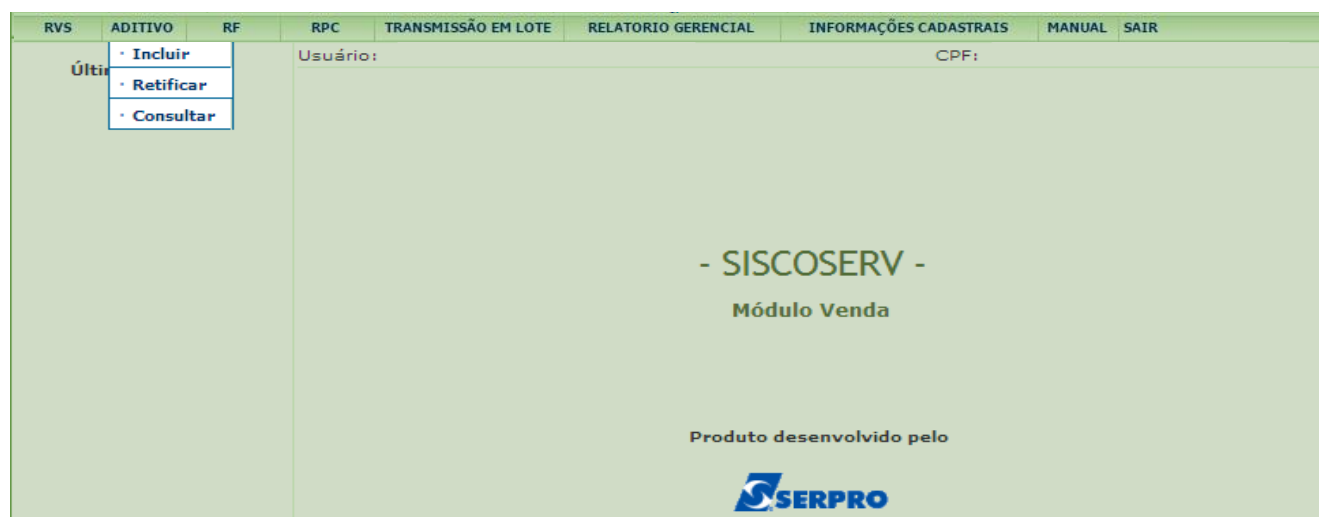 RVS ADITIVO RF RPC TRANSMISSÃO EM LOTE RELATORIO GERENCIAL INFORMAÇÕES CADASTRAIS MANUAL SAIR
· Incluir
Usuário: CPF:
· Retificar
· Consultar
- SISCOSERV -
Módulo Venda
Produto desenvolvido pelo
SERPRO